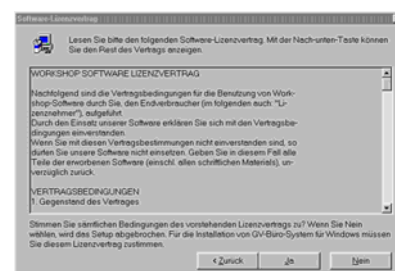 Software-Lizenzvertrag
Lesen Sie bitte den folgenden Software-Lizenzvertrag. Mit der Nach-unten-Taste können
Sie den Rest des Vertrags anzeigen.
WORKSHOP SOFTWARE LIZENZVERTRAG
Nachfolgend sind die Vertragsbedingungen für die Benutzung von Work-
shop-Software durch Sie, den Endverbraucher (im folgenden auch: "Li-
zenznehmer"), aufgeführt.
Durch den Einsatz unserer Software erklären Sie sich mit den Vertragsbe-
dingungen einverstanden.
Wenn Sie mit diesen Vertragsbestimmungen nicht einverstanden sind, so
dürfen Sie unsere Software nicht einsetzen. Geben Sie in diesem Fall alle
Teile der erworbenen Software (einschl. allen schriftlichen Materials), un-
verzüglich zurück.
VERTRAGSBEDINGUNGEN
1. Gegenstand des Vertrages
Stimmen Sie sämtlichen Bedingungen des vorstehenden Lizenzvertrags zu? Wenn Sie Nein
wählen, wird das Setup abgebrochen. Für die Installation von GV-Büro-System für Windows müssen
Sie diesem Lizenzvertrag zustimmen.
< Zurück Ja Nein